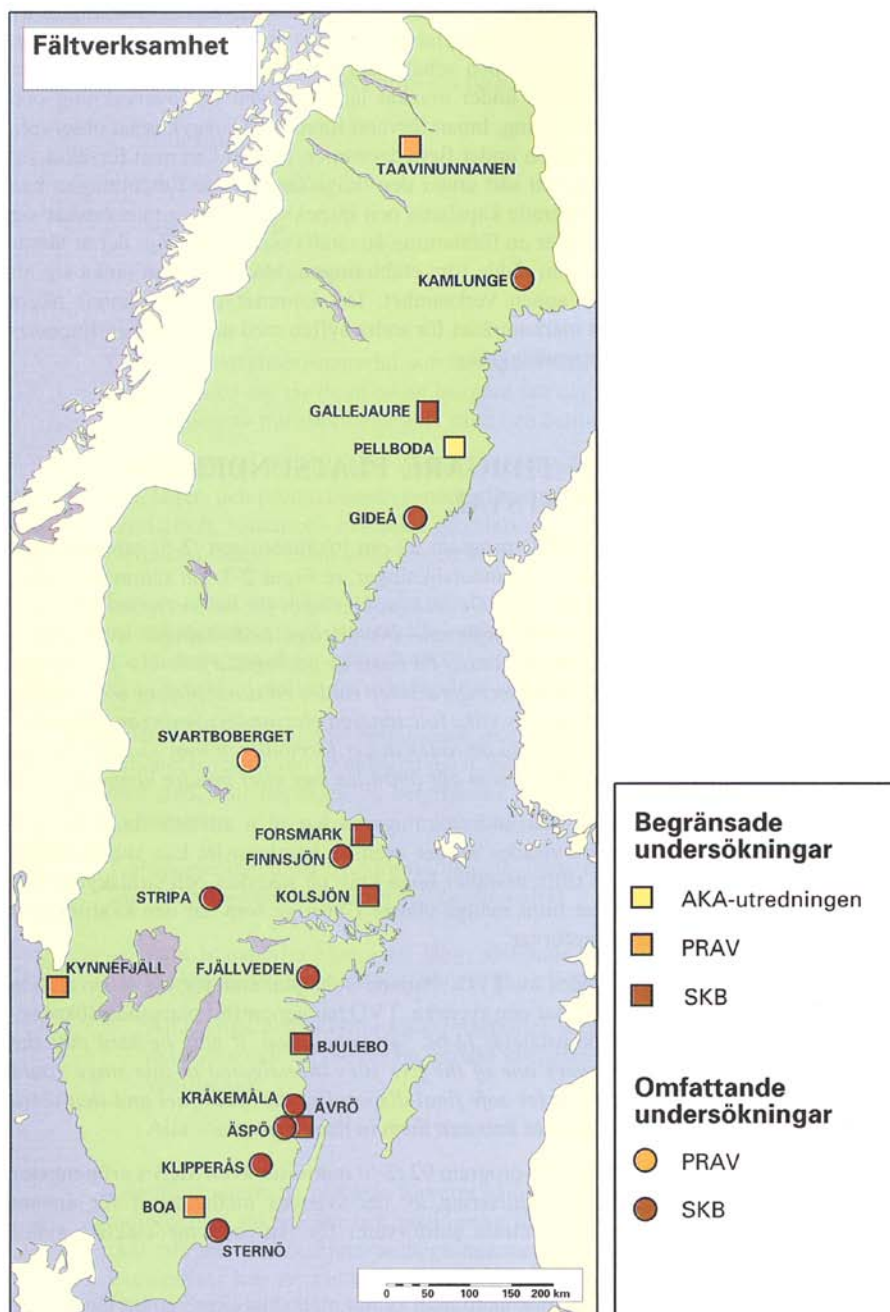 Fältverksamhet
TAAVINUNNANEN
KAMLUNGE
GALLEJAURE
PELLBODA
GIDEÅ
SVARTBOBERGET
FORSMARK
FINNSJÖN
STRIPA
KOLSJÖN
KYNNEFJÄLL
FJÄLLVEDEN
BJULEBO
KRÅKEMÅLA
ÄVRÖ
ÄSPÖ
KLIPPERÅS
BOA
STERNÖ
0 50 100 150 200 km
Begränsade
undersökningar
AKA-utredningen
PRAV
SKB
Omfattande
undersökningar
PRAV
SKB